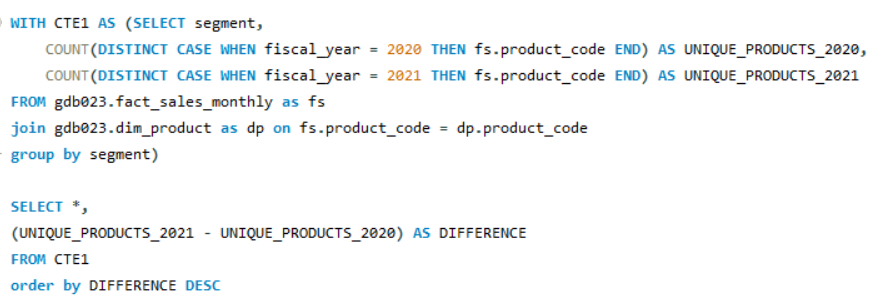 WITH CTE1 AS (SELECT segment,
COUNT(DISTINCT CASE WHEN fiscal_year = 2020 THEN fs.product_code END) AS UNIQUE_PRODUCTS_2020,
COUNT(DISTINCT CASE WHEN fiscal_year = 2021 THEN fs.product_code END) AS UNIQUE_PRODUCTS_2021
FROM gdb023.fact_sales_monthly as fs
join gdb023.dim_product as dp on fs.product_code = dp.product_code
group by segment)
SELECT *,
(UNIQUE_PRODUCTS_2021 - UNIQUE_PRODUCTS_2020) AS DIFFERENCE
FROM CTE1
order by DIFFERENCE DESC